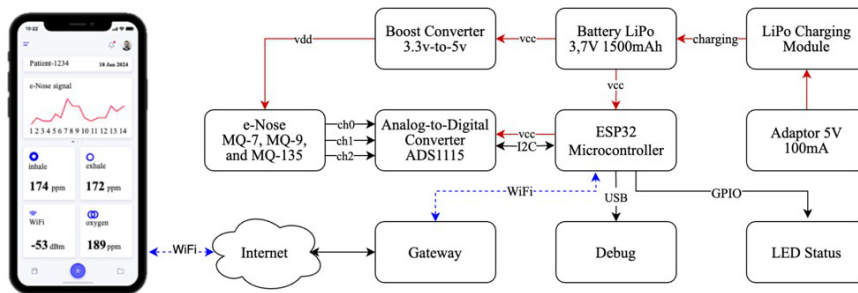 10:22
Patient-1234 18 Jan 2024
e-Nose signal
1 2 3 4 5 6 7 8 9 10 11 12 13 14
inhale
174 ppm
exhale
172 ppm
WiFi
-53 dBm
oxygen
189 ppm
WiFi
Internet
vdd
Boost Converter
3.3v-to-5v
vcc
Battery LiPo
3,7V 1500mAh
charging
LiPo Charging
Module
vcc
e-Nose
MQ-7, MQ-9,
and MQ-135
ch0
ch1
ch2
Analog-to-Digital
Converter
ADS1115
vcc
I2C
ESP32
Microcontroller
Adaptor 5V
100mA
WiFi
USB
GPIO
Gateway
Debug
LED Status